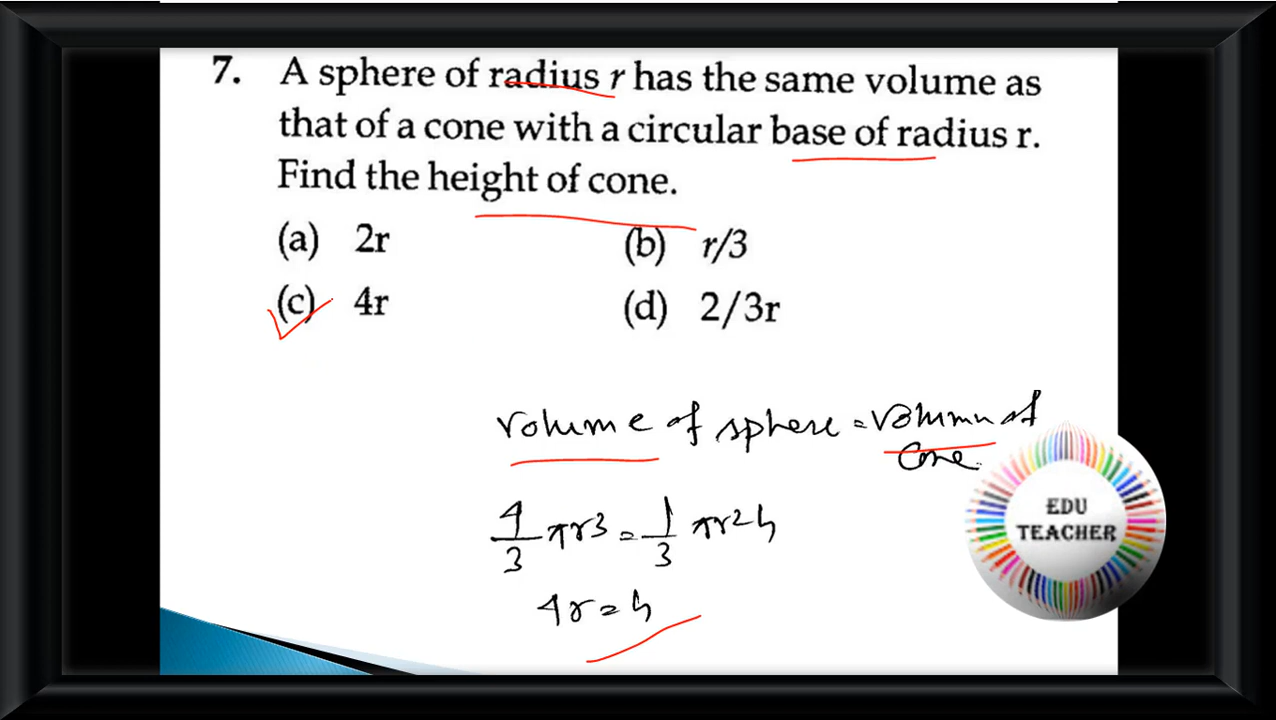 7. A sphere of radius r has the same volume as
that of a cone with a circular base of radius r.
Find the height of cone.
(a) 2r (b) r/3
(c) 4r (d) 2/3r
volume of sphere = volumn of
cone.
4/3 πr3 = 1/3 πr2h
4r = h
EDU
TEACHER